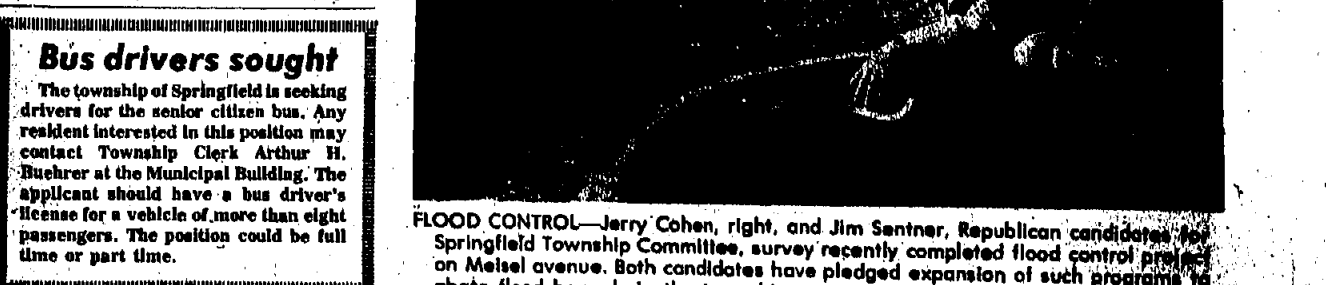 Bus drivers sought
The township of Springfield is seeking
drivers for the senior citizen bus. Any
resident interested in this position may
contact Township Clerk Arthur H.
Buehrer at the Municipal Building. The
applicant should have a bus driver's
license for a vehicle of more than eight
passengers. The position could be full
time or part time.
FLOOD CONTROL—Jerry Cohen, right, and Jim Sentner, Republican candidates for
Springfield Township Committee, survey recently completed flood control project
on Meisel avenue. Both candidates have pledged expansion of such programs to